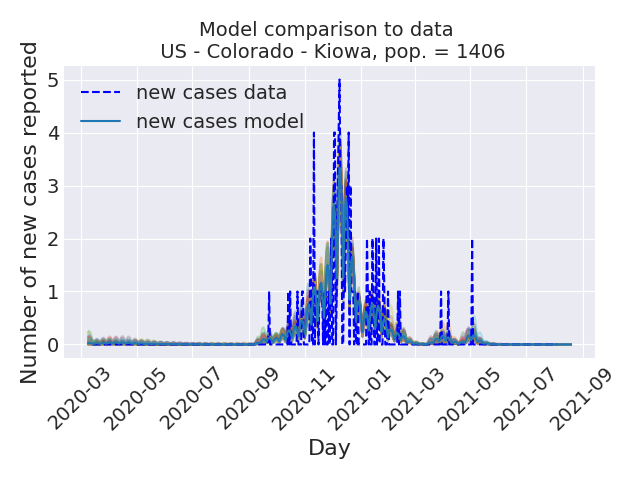 Model comparison to data
US - Colorado - Kiowa, pop. = 1406
Number of new cases reported
5
4
3
2
1
0
new cases data
new cases model
2020-03
2020-05
2020-07
2020-09
2020-11
2021-01
2021-03
2021-05
2021-07
2021-09
Day